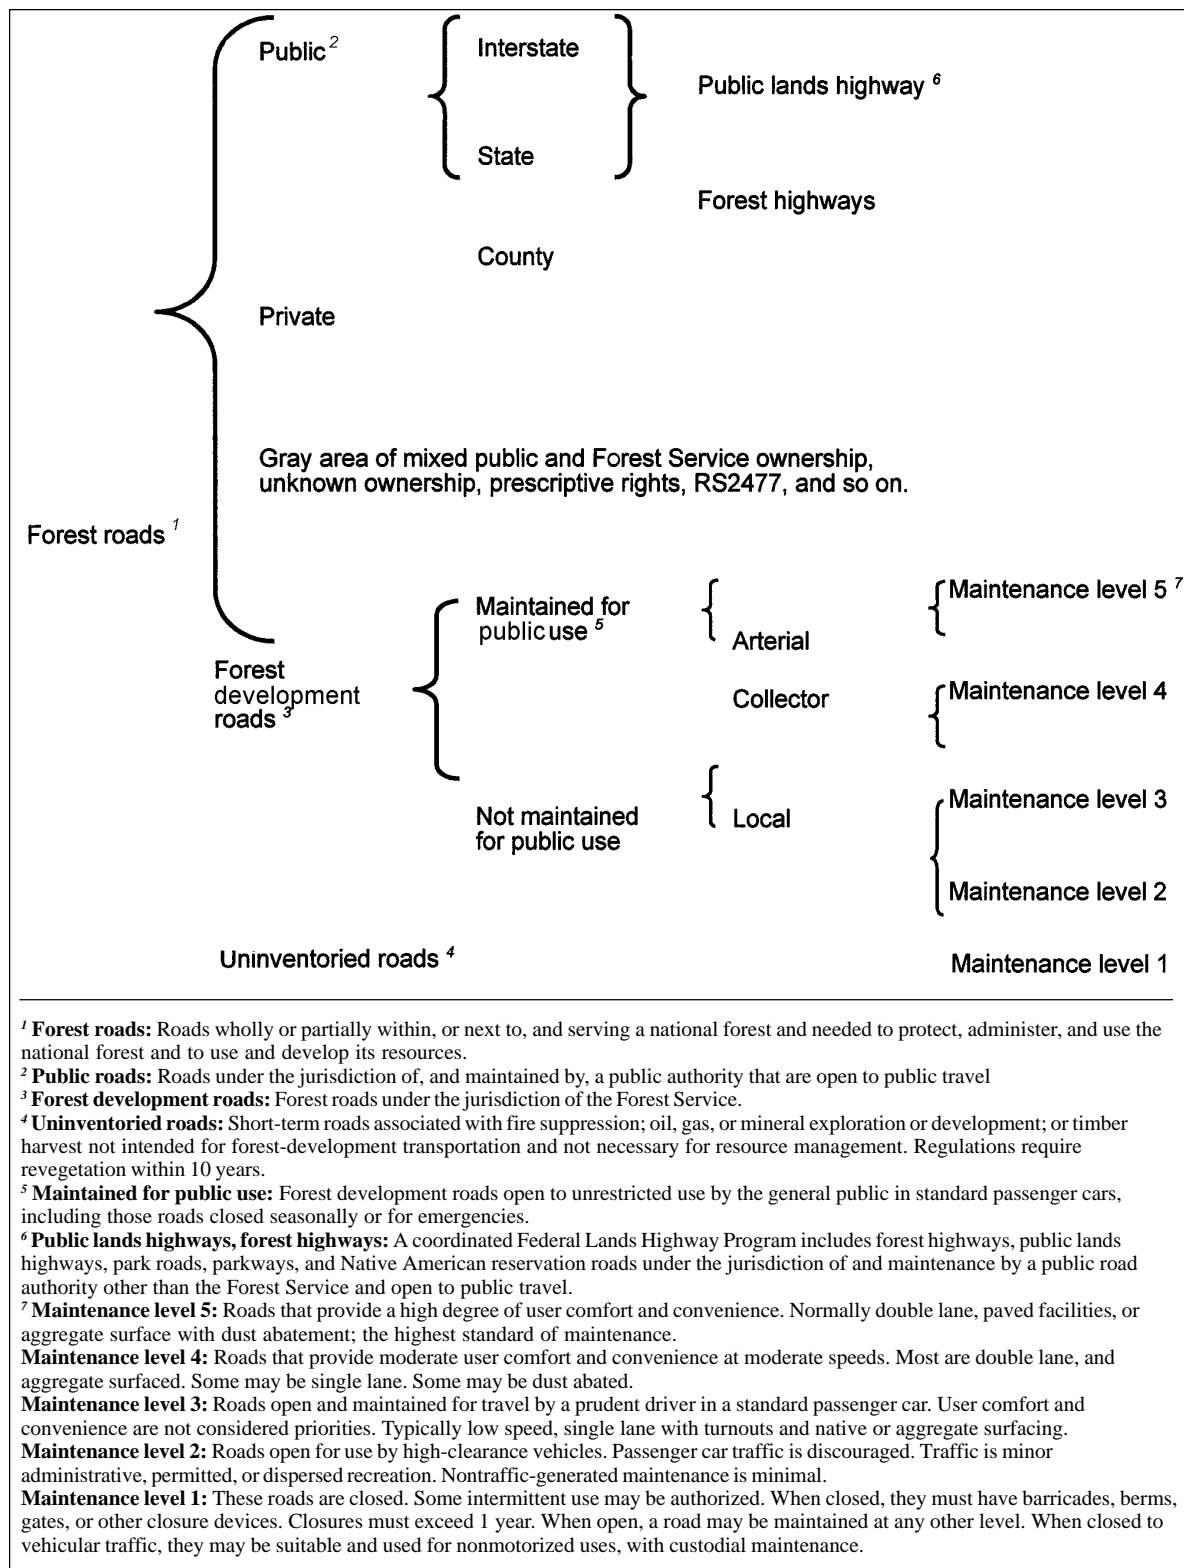 Public 2
Interstate
Public lands highway 6
State
Forest highways
County
Private
Gray area of mixed public and Forest Service ownership,
unknown ownership, prescriptive rights, RS2477, and so on.
Forest roads 1
Maintained for
public use 5
Maintenance level 5 7
Arterial
Forest
development
roads 3
Collector
Maintenance level 4
Not maintained
for public use
Local
Maintenance level 3
Maintenance level 2
Uninventoried roads 4
Maintenance level 1
1 Forest roads: Roads wholly or partially within, or next to, and serving a national forest and needed to protect, administer, and use the
national forest and to use and develop its resources.
2 Public roads: Roads under the jurisdiction of, and maintained by, a public authority that are open to public travel
3 Forest development roads: Forest roads under the jurisdiction of the Forest Service.
4 Uninventoried roads: Short-term roads associated with fire suppression; oil, gas, or mineral exploration or development; or timber
harvest not intended for forest-development transportation and not necessary for resource management. Regulations require
revegetation within 10 years.
5 Maintained for public use: Forest development roads open to unrestricted use by the general public in standard passenger cars,
including those roads closed seasonally or for emergencies.
6 Public lands highways, forest highways: A coordinated Federal Lands Highway Program includes forest highways, public lands
highways, park roads, parkways, and Native American reservation roads under the jurisdiction of and maintenance by a public road
authority other than the Forest Service and open to public travel.
7 Maintenance level 5: Roads that provide a high degree of user comfort and convenience. Normally double lane, paved facilities, or
aggregate surface with dust abatement; the highest standard of maintenance.
Maintenance level 4: Roads that provide moderate user comfort and convenience at moderate speeds. Most are double lane, and
aggregate surfaced. Some may be single lane. Some may be dust abated.
Maintenance level 3: Roads open and maintained for travel by a prudent driver in a standard passenger car. User comfort and
convenience are not considered priorities. Typically low speed, single lane with turnouts and native or aggregate surfacing.
Maintenance level 2: Roads open for use by high-clearance vehicles. Passenger car traffic is discouraged. Traffic is minor
administrative, permitted, or dispersed recreation. Nontraffic-generated maintenance is minimal.
Maintenance level 1: These roads are closed. Some intermittent use may be authorized. When closed, they must have barricades, berms,
gates, or other closure devices. Closures must exceed 1 year. When open, a road may be maintained at any other level. When closed to
vehicular traffic, they may be suitable and used for nonmotorized uses, with custodial maintenance.